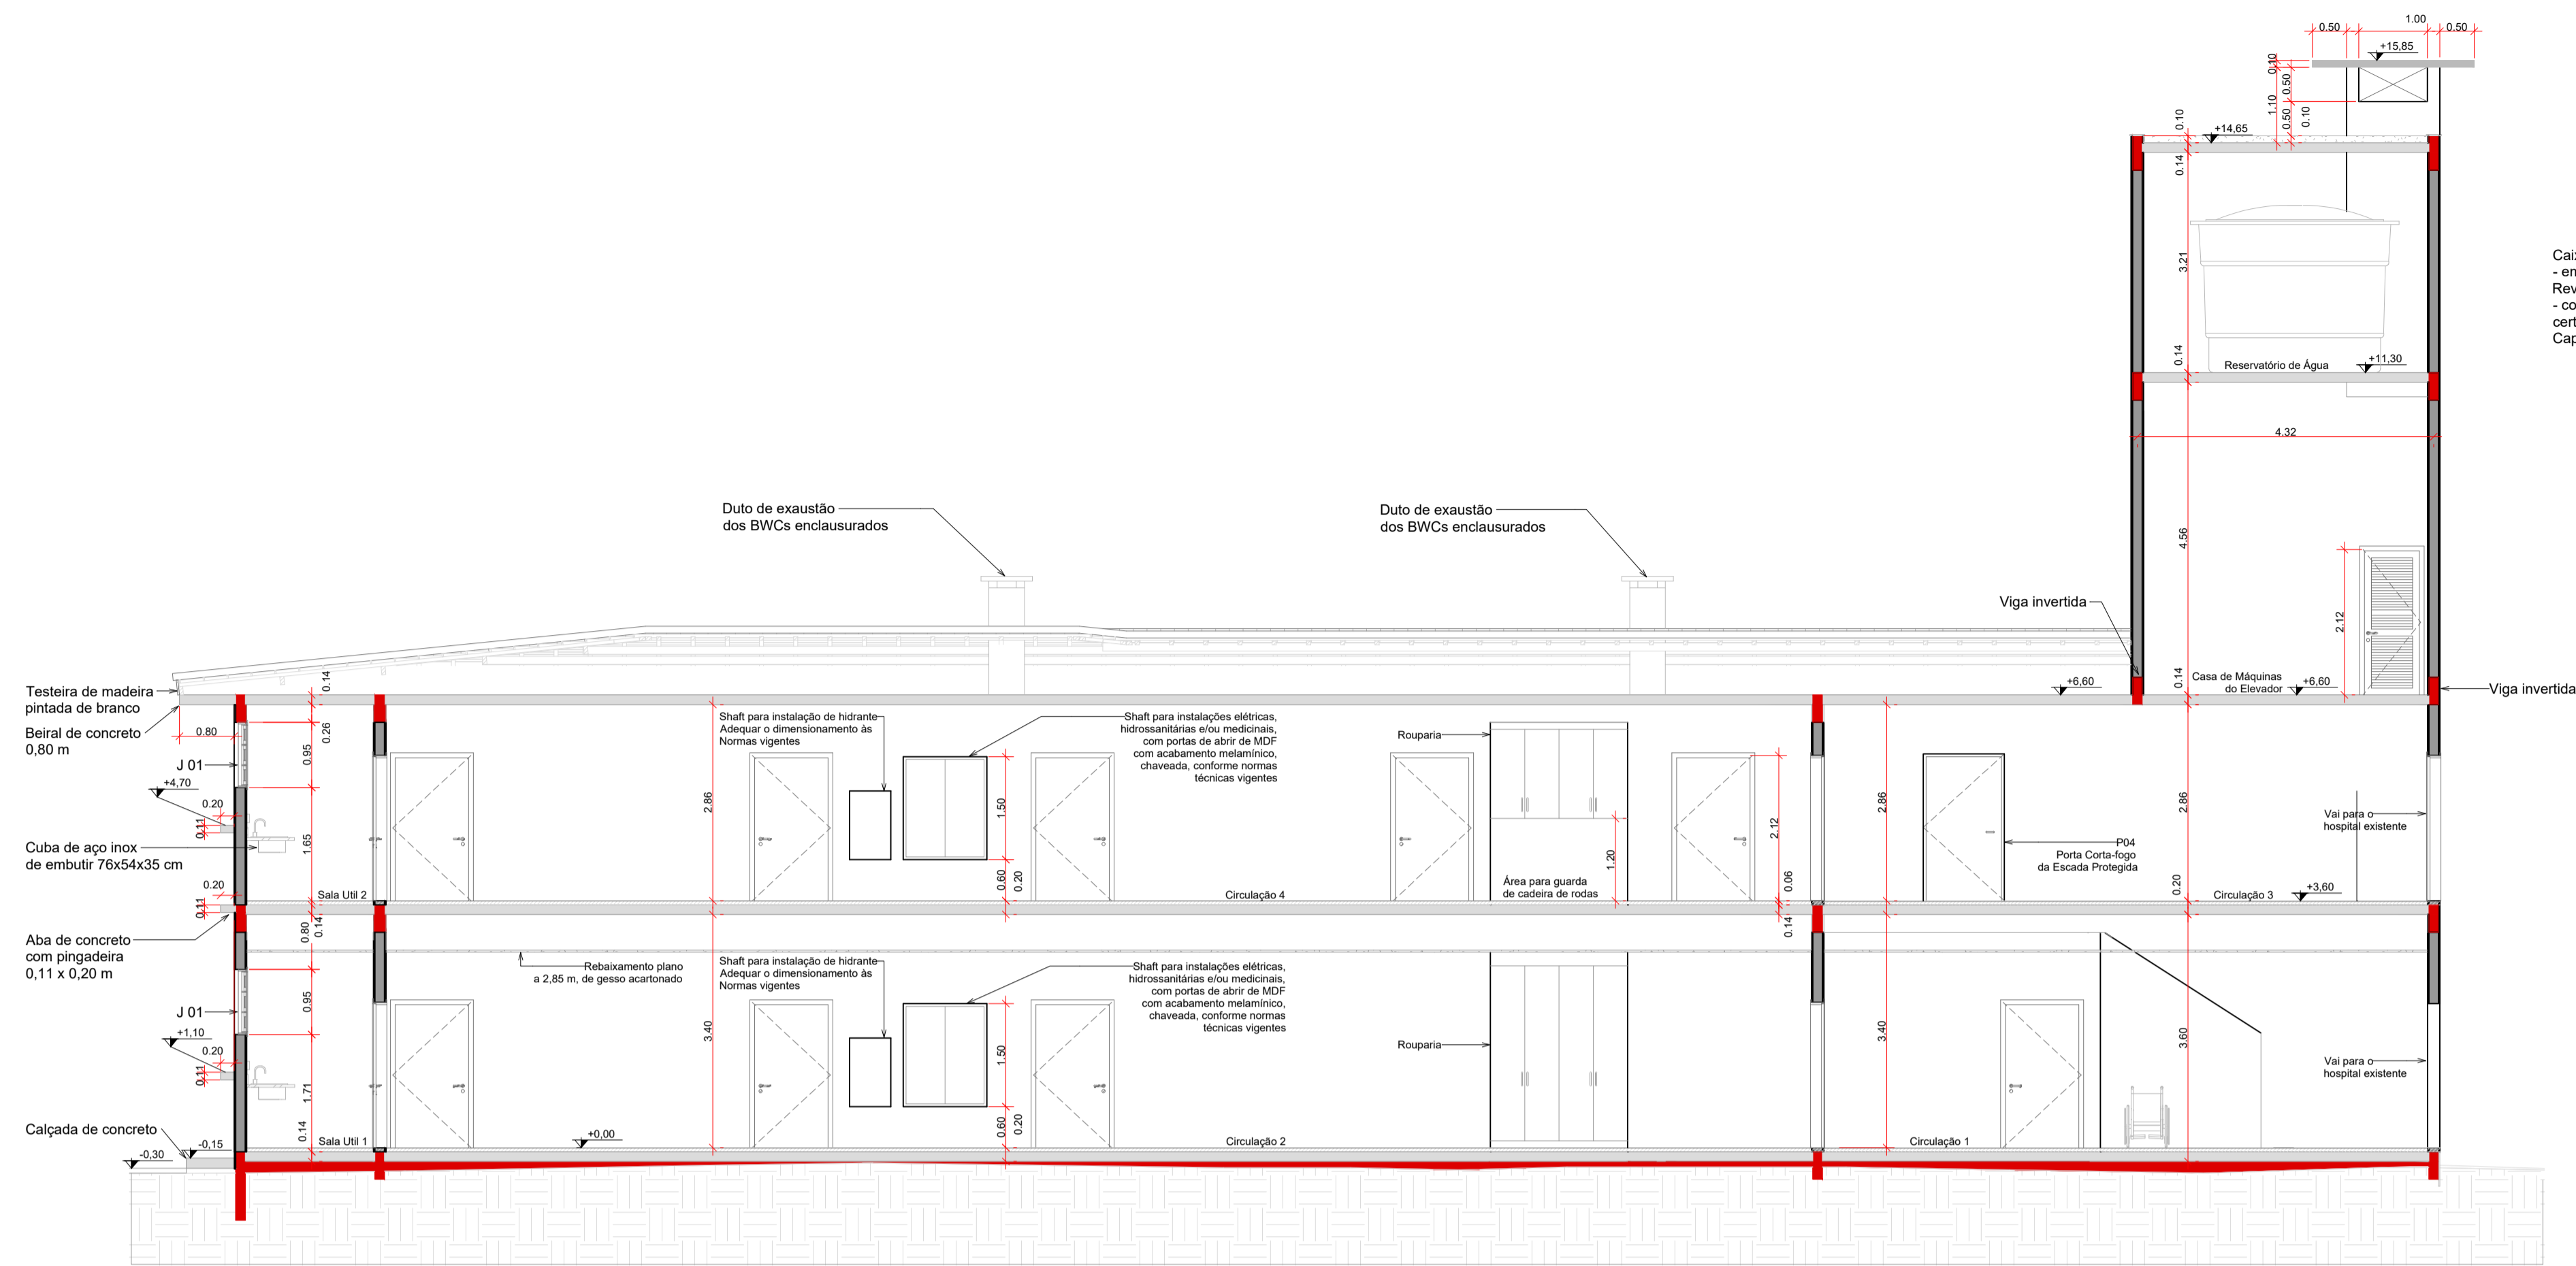 0.50
1.00
0.50
+15,85
0.10
0.50
1.10
0.50
0.10
0.10
+14,65
0.14
3.21
Caix
- em
Rev
- co
cert
Cap
0.14
Reservatório de Água
+11,30
4.32
4.56
2.12
Duto de exaustão
dos BWCs enclausurados
Duto de exaustão
dos BWCs enclausurados
Viga invertida
0.14
+6,60
Casa de Máquinas
do Elevador
+6,60
Viga invertida
Testeira de madeira
pintada de branco
Beiral de concreto
0,80 m
0.14
0.80
0.26
0.95
J 01
+4,70
0.20
0.11
1.65
Cuba de aço inox
de embutir 76x54x35 cm
0.20
0.11
Sala Util 2
Shaft para instalação de hidrante
Adequar o dimensionamento às
Normas vigentes
2.86
Shaft para instalações elétricas,
hidrossanitárias e/ou medicinais,
com portas de abrir de MDF
com acabamento melamínico,
chaveada, conforme normas
técnicas vigentes
1.50
0.60
0.20
Circulação 4
Rouparia
1.20
Área para guarda
de cadeira de rodas
2.12
0.06
2.86
P04
Porta Corta-fogo
da Escada Protegida
2.86
0.20
Circulação 3
+3,60
Vai para o
hospital existente
Aba de concreto
com pingadeira
0,11 x 0,20 m
0.80
0.14
0.14
Rebaixamento plano
a 2,85 m, de gesso acartonado
0.95
J 01
+1,10
0.20
0.11
1.71
Shaft para instalação de hidrante
Adequar o dimensionamento às
Normas vigentes
3.40
Shaft para instalações elétricas,
hidrossanitárias e/ou medicinais,
com portas de abrir de MDF
com acabamento melamínico,
chaveada, conforme normas
técnicas vigentes
1.50
Rouparia
3.40
3.60
Vai para o
hospital existente
Calçada de concreto
-0,15
-0,30
0.14
Sala Util 1
+0,00
0.60
0.20
Circulação 2
Circulação 1